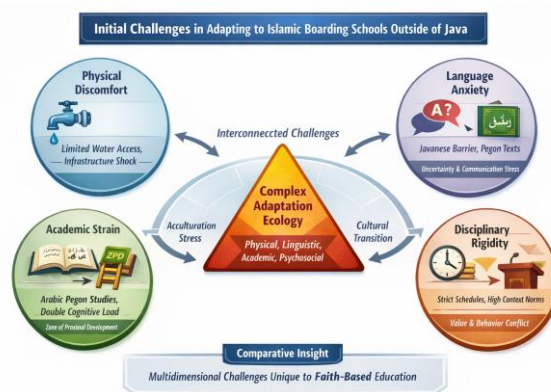 Initial Challenges in Adapting to Islamic Boarding Schools Outside of Java
Physical
Discomfort
Limited Water Access,
Infrastructure Shock
Language
Anxiety
A?
Javanese Barrier, Pegon Texts
Uncertainty & Communication Stress
Interconnecected Challenges
Complex
Adaptation
Ecology
Physical, Linguistic,
Academic, Psychosocial
Acculturation
Stress
Cultural
Transition
Academic Strain
ZPD
Arabic Pegon Studies,
Double Cognitive Load
Zone of Proximal Development
Disciplinary
Rigidity
Strict Schedules, High Context Norms
Value & Behavior Conflict
Comparative Insight
Multidimensional Challenges Unique to Faith-Based Education